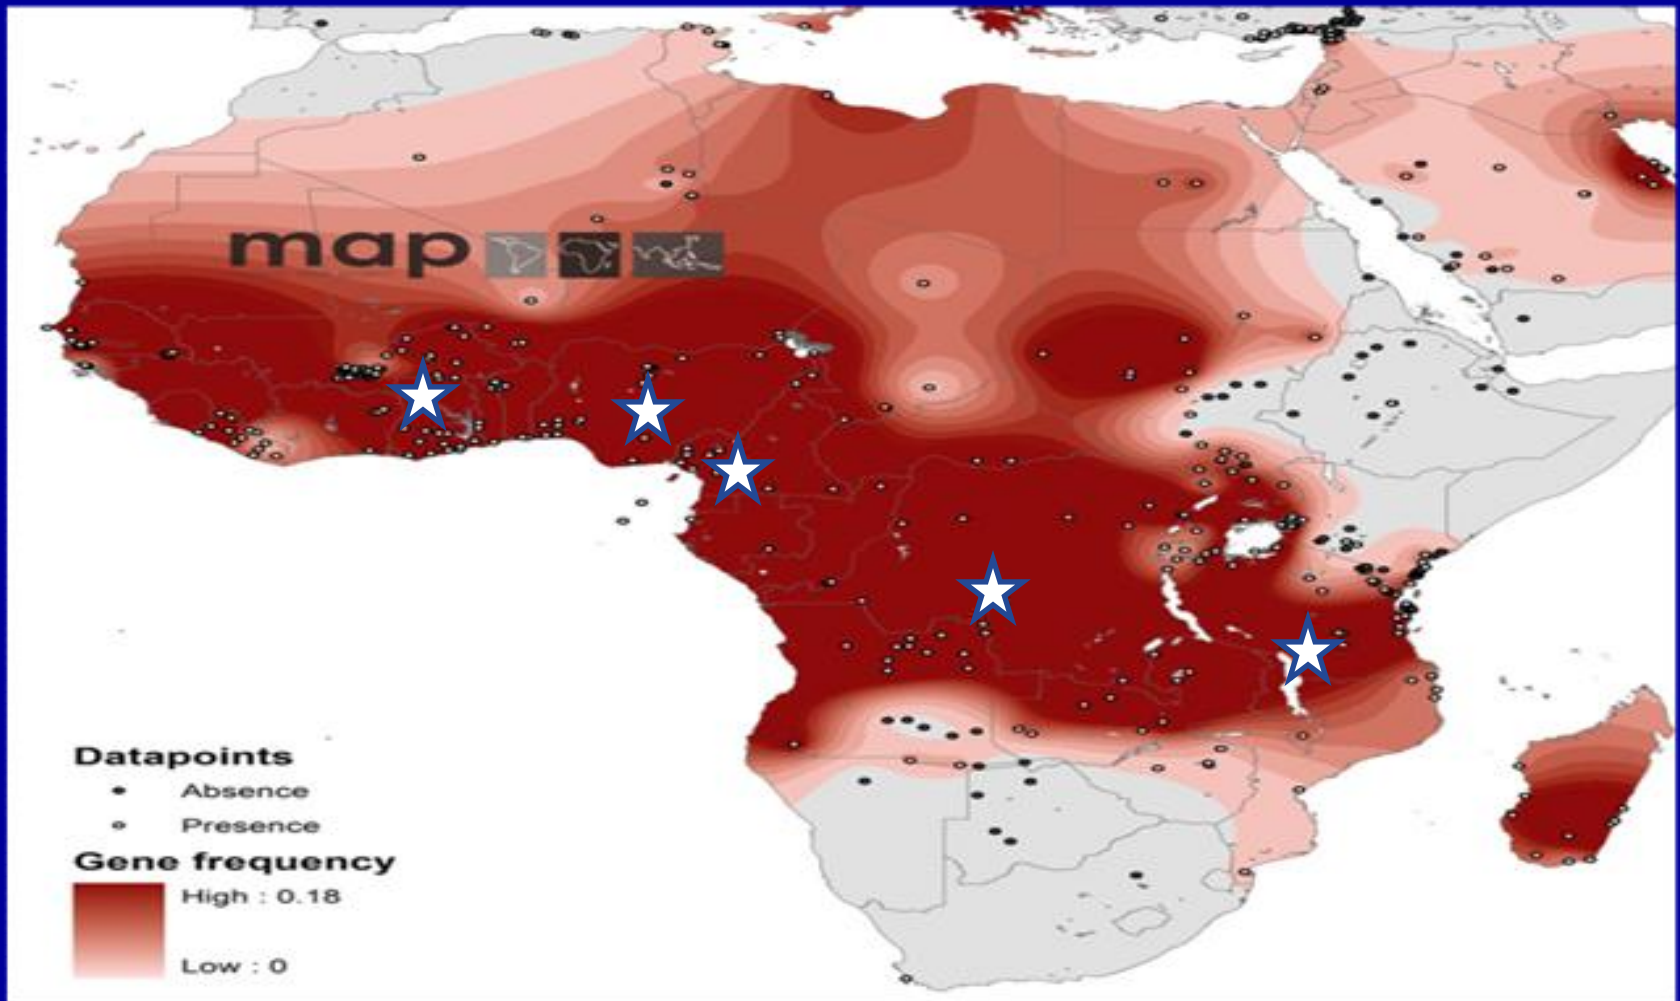 map
Datapoints
Absence
Presence
Gene frequency
High : 0.18
Low : 0